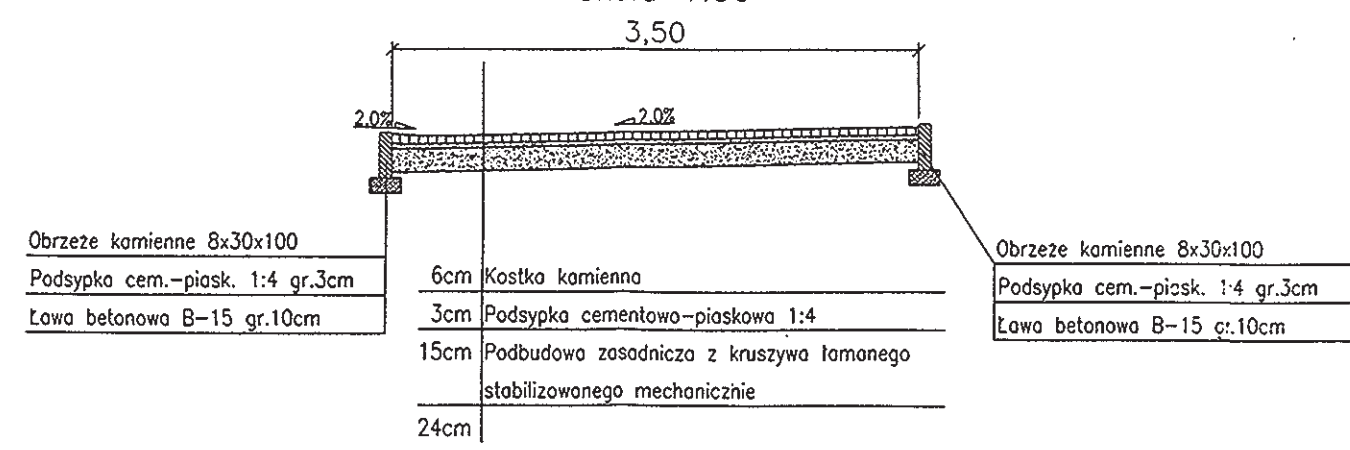 3,50
2.0%
2.0%
Obrzeże kamienne 8x30x100
Podsypka cem.-piask. 1:4 gr.3cm
Ława betonowa B-15 gr.10cm
6cm Kostka kamienna
3cm Podsypka cementowo-piaskowa 1:4
15cm Podbudowa zasadnicza z kruszywa łamanego
stabilizowanego mechanicznie
24cm
Obrzeże kamienne 8x30x100
Podsypka cem.-piask. 1:4 gr.3cm
Ława betonowa B-15 gr.10cm